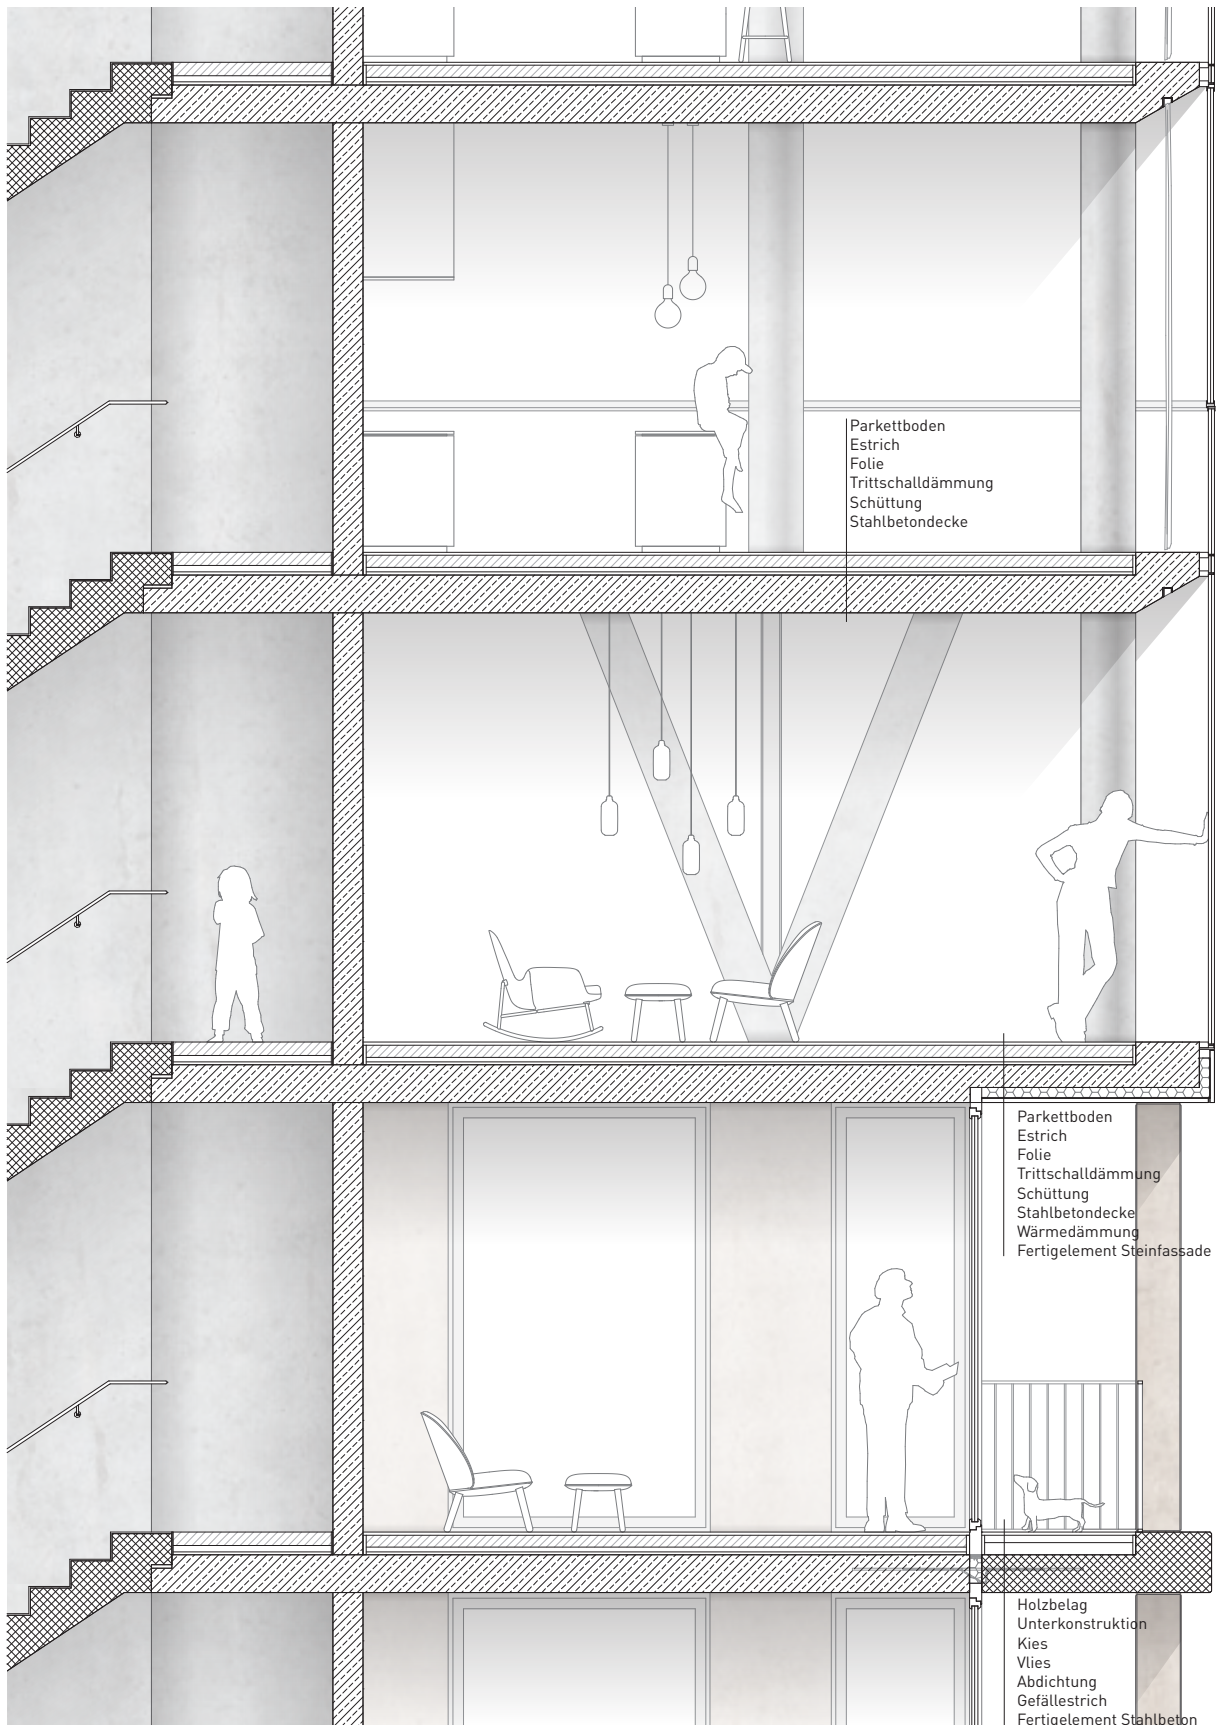 Parkettboden
Estrich
Folie
Trittschalldämmung
Schüttung
Stahlbetondecke
Parkettboden
Estrich
Folie
Trittschalldämmung
Schüttung
Stahlbetondecke
Wärmedämmung
Fertigelement Steinfassade
Holzbelag
Unterkonstruktion
Kies
Vlies
Abdichtung
Gefällestrich
Fertigelement Stahlbeton